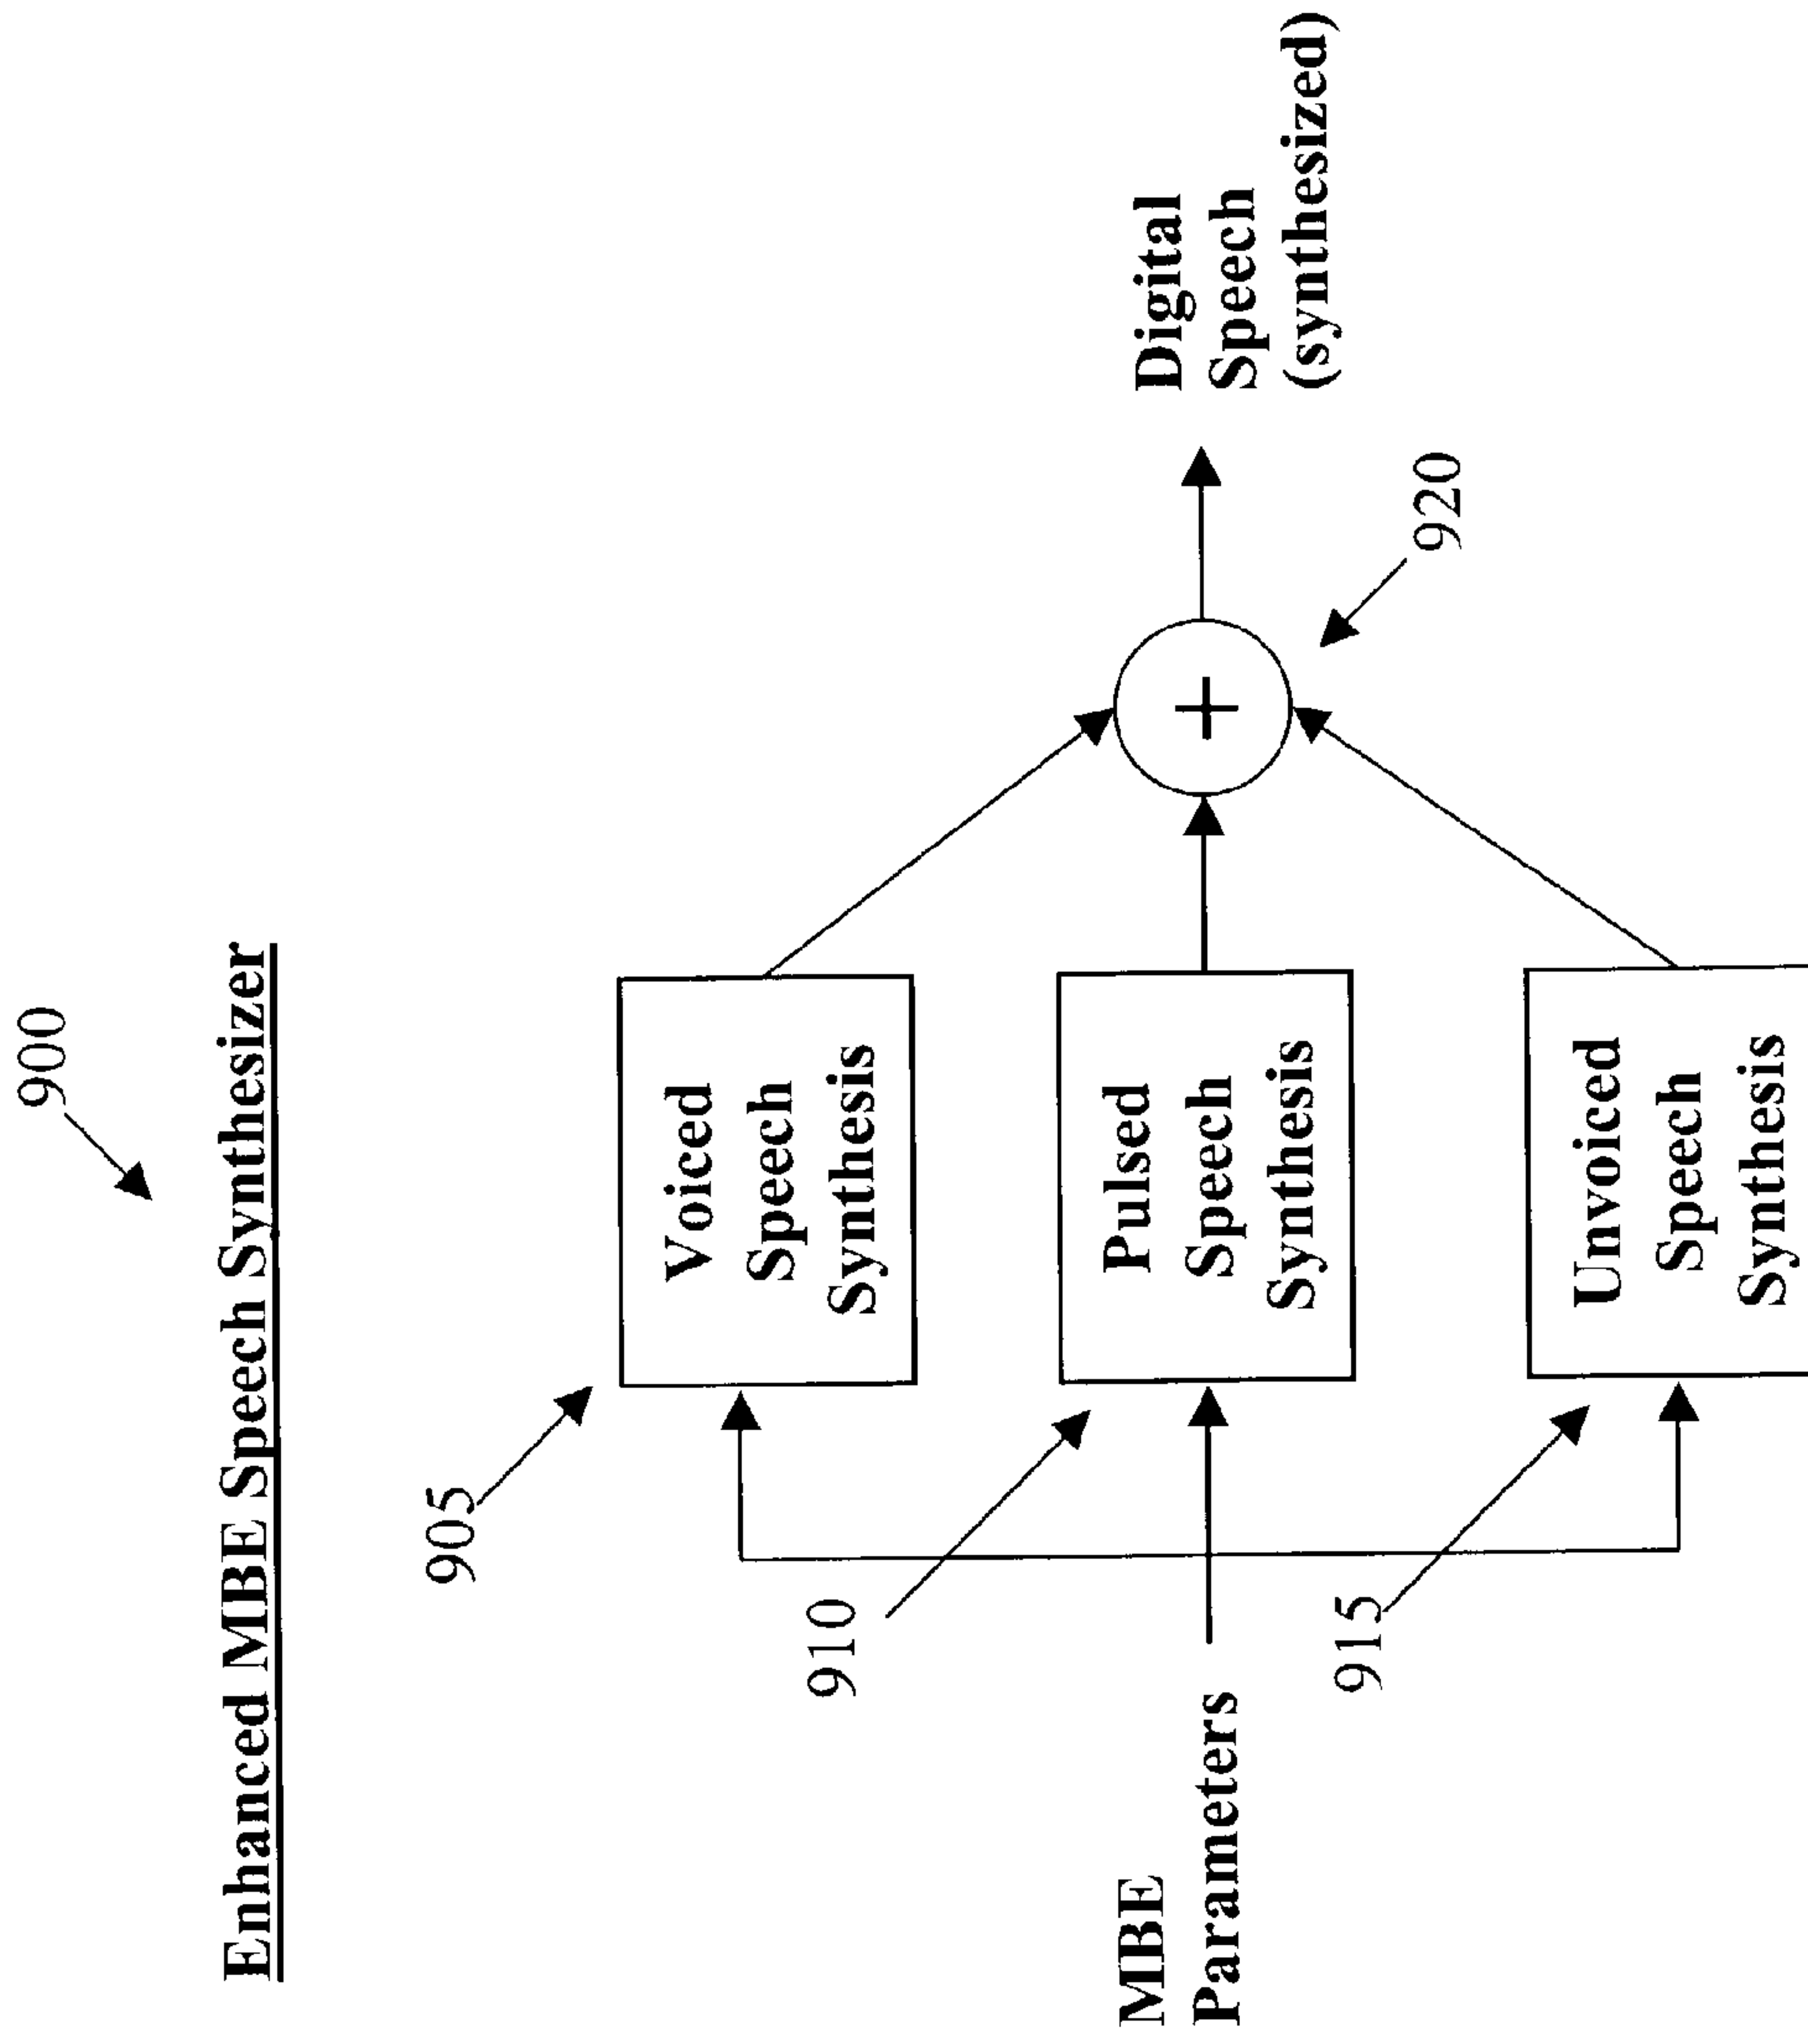 900
Enhanced MBE Speech Synthesizer
905
Voiced
Speech
Synthesis
910
MBE
Parameters
Pulsed
Speech
Synthesis
+
Digital
Speech
(synthesized)
920
915
Unvoiced
Speech
Synthesis